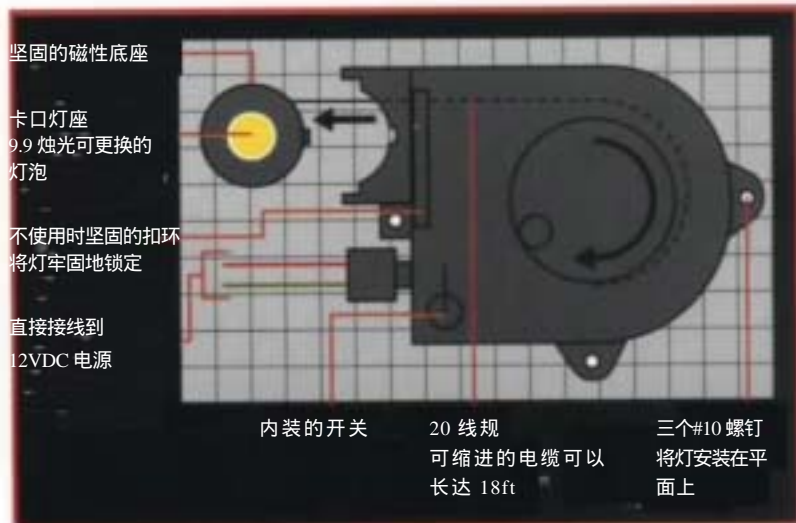 坚固的磁性底座
卡口灯座
9.9 烛光可更换的
灯泡
不使用时坚固的扣环
将灯牢固地锁定
直接接线到
12VDC 电源
内装的开关
20 线规
可缩进的电缆可以
长达 18ft
三个#10 螺钉
将灯安装在平
面上